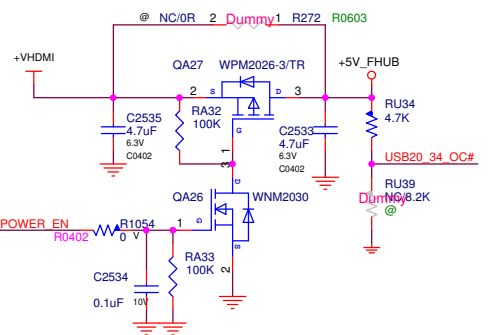 @ NC/0R 2 Dummy 1 R272 R0603
+VHDMI
QA27 WPM2026-3/TR
+5V_FHUB
2 S D 3
C2535
4.7uF
6.3V
C0402
RA32
100K
G
1
C2533
4.7uF
6.3V
C0402
RU34
4.7K
USB20_34_OC#
3
D
QA26 WNM2030
RU39
NC/8.2K
Dummy
@
POWER_EN
R1054
0
R0402
V
1
G
S
2
RA33
100K
C2534
0.1uF 10V